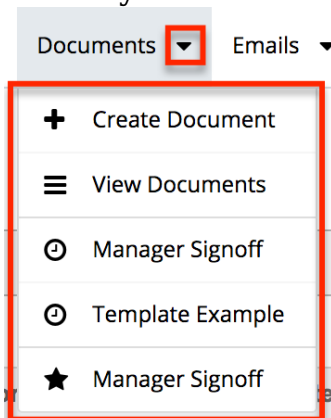 Documents Emails
Create Document
View Documents
Manager Signoff
Template Example
Manager Signoff